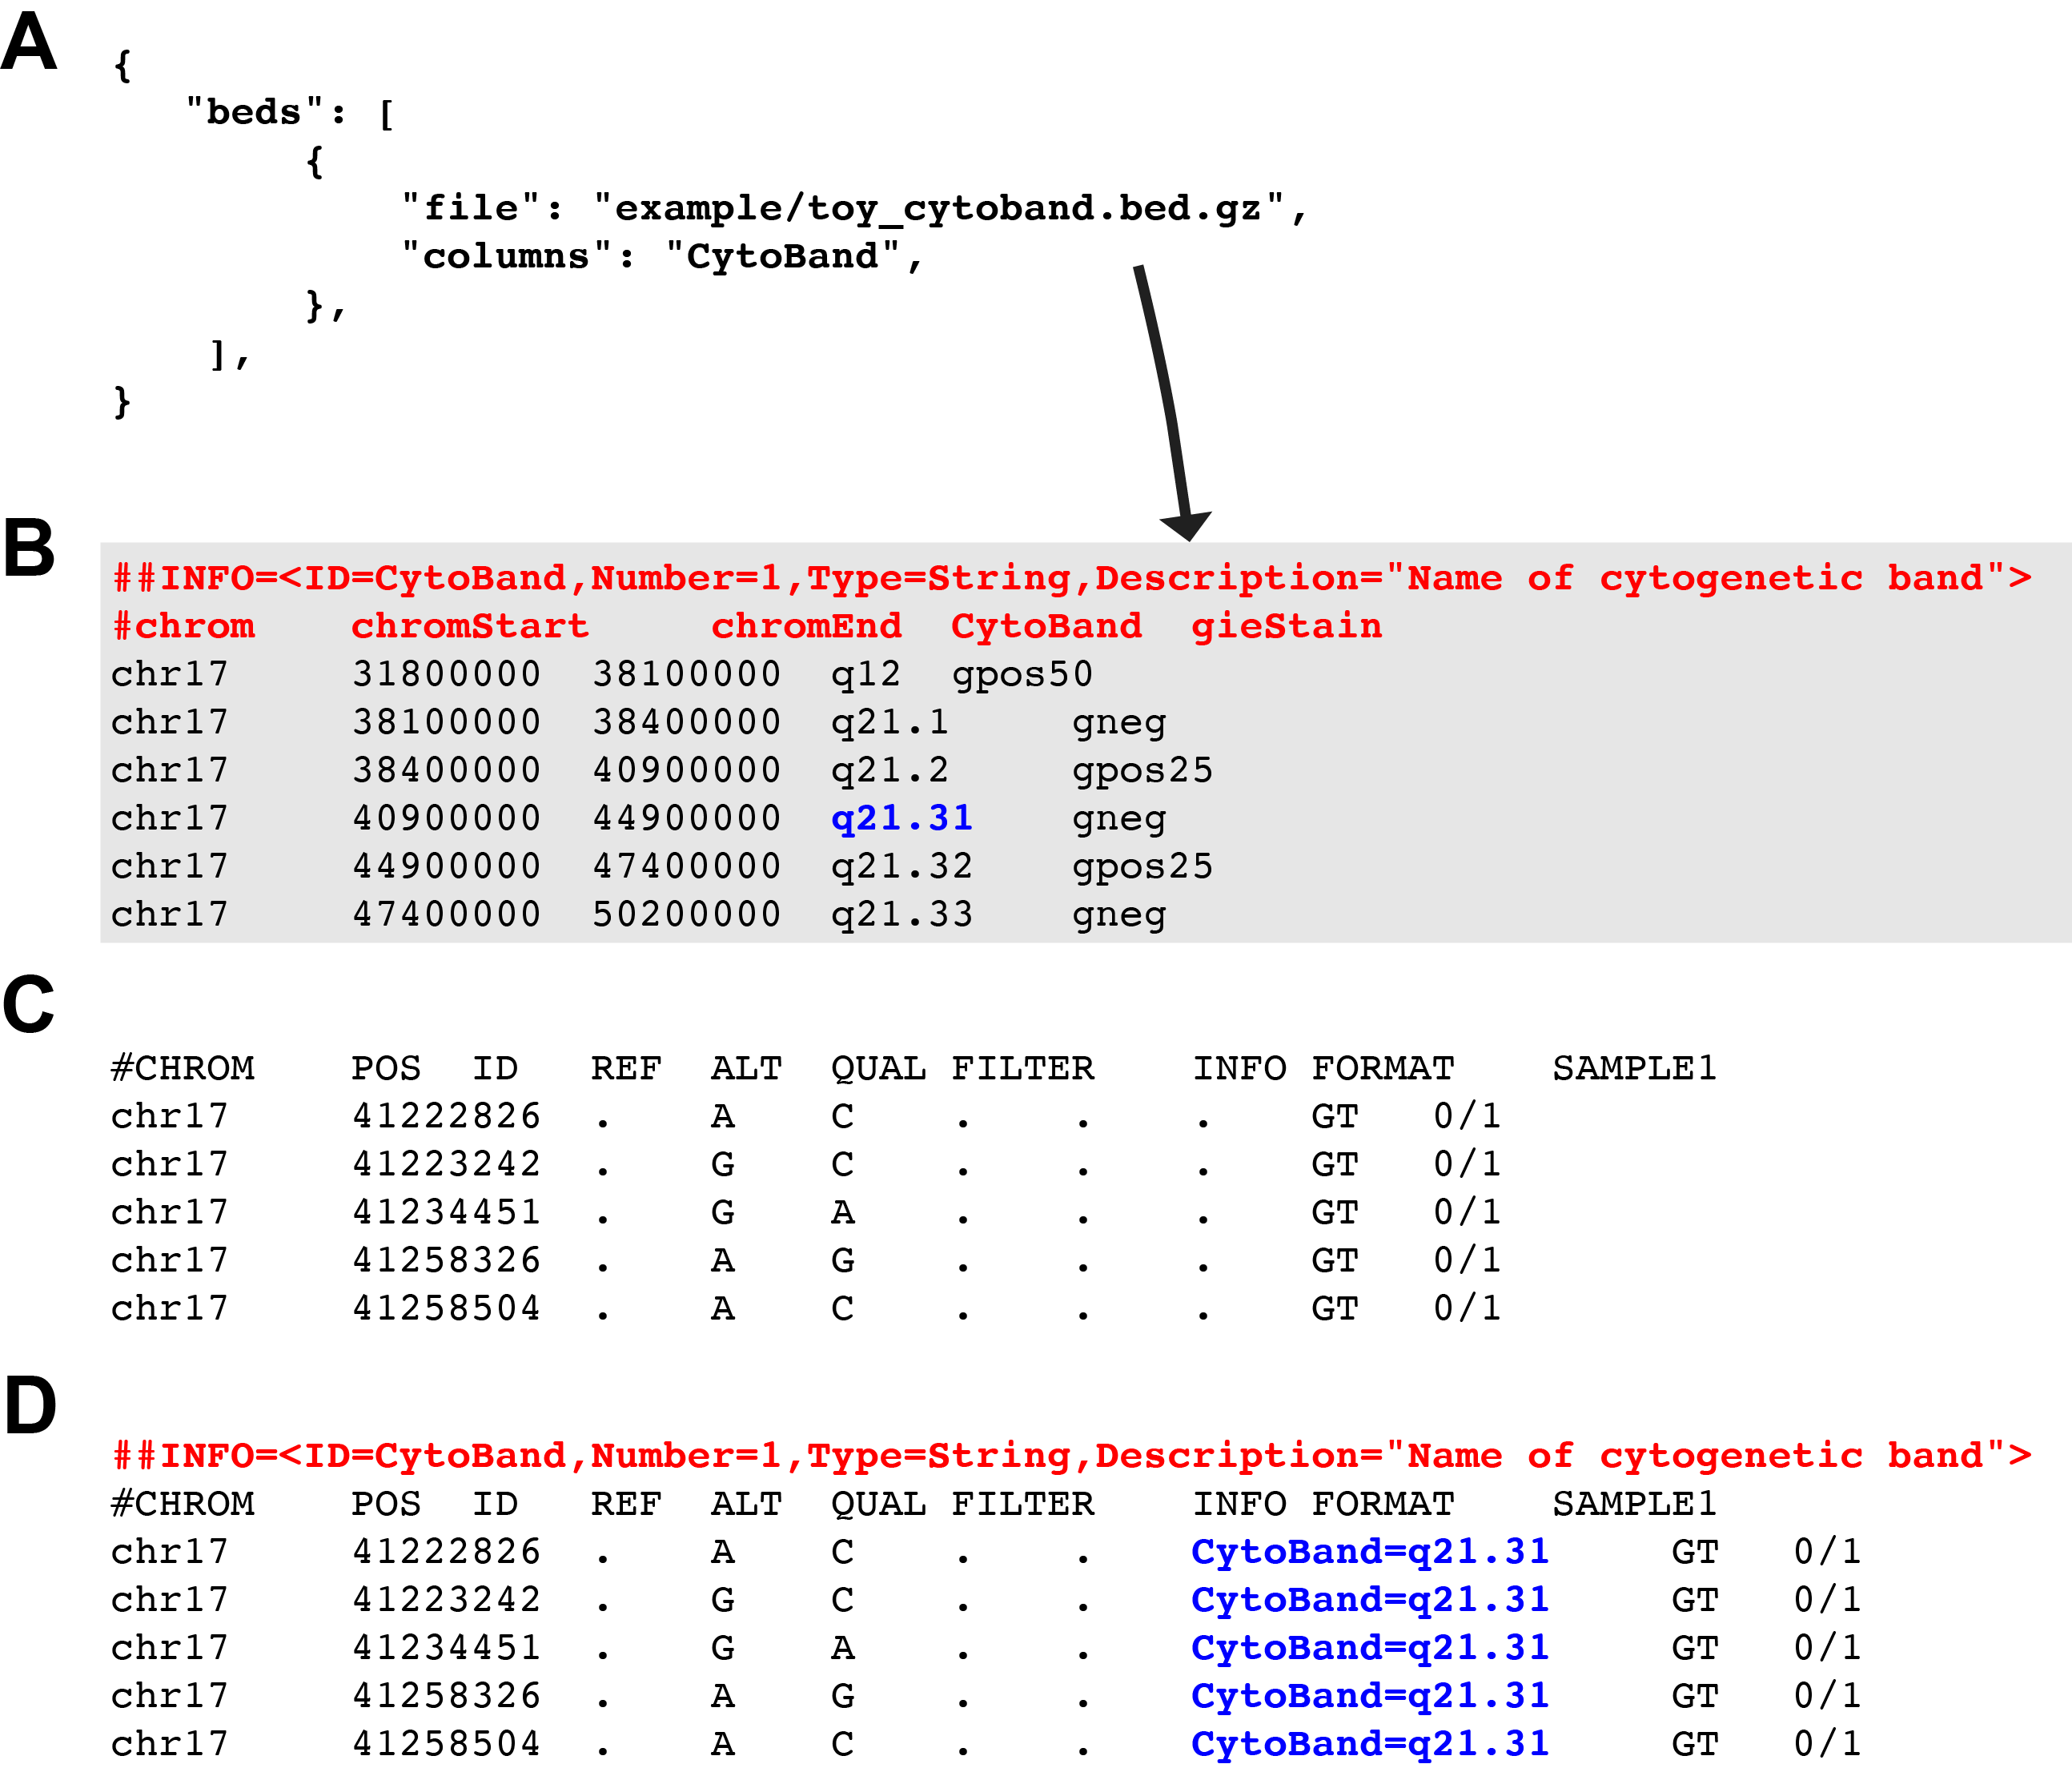 A
{
"beds": [
{
"file": "example/toy_cytoband.bed.gz",
"columns": "CytoBand",
},
],
}
B
##INFO=<ID=CytoBand,Number=1,Type=String,Description="Name of cytogenetic band">
#chrom chromStart chromEnd CytoBand gieStain
chr17 31800000 38100000 q12 gpos50
chr17 38100000 38400000 q21.1 gneg
chr17 38400000 40900000 q21.2 gpos25
chr17 40900000 44900000 q21.31 gneg
chr17 44900000 47400000 q21.32 gpos25
chr17 47400000 50200000 q21.33 gneg
C
#CHROM POS ID REF ALT QUAL FILTER INFO FORMAT SAMPLE1
chr17 41222826 . A C . . . GT 0/1
chr17 41223242 . G C . . . GT 0/1
chr17 41234451 . G A . . . GT 0/1
chr17 41258326 . A G . . . GT 0/1
chr17 41258504 . A C . . . GT 0/1
D
##INFO=<ID=CytoBand,Number=1,Type=String,Description="Name of cytogenetic band">
#CHROM POS ID REF ALT QUAL FILTER INFO FORMAT SAMPLE1
chr17 41222826 . A C . . CytoBand=q21.31 GT 0/1
chr17 41223242 . G C . . CytoBand=q21.31 GT 0/1
chr17 41234451 . G A . . CytoBand=q21.31 GT 0/1
chr17 41258326 . A G . . CytoBand=q21.31 GT 0/1
chr17 41258504 . A C . . CytoBand=q21.31 GT 0/1